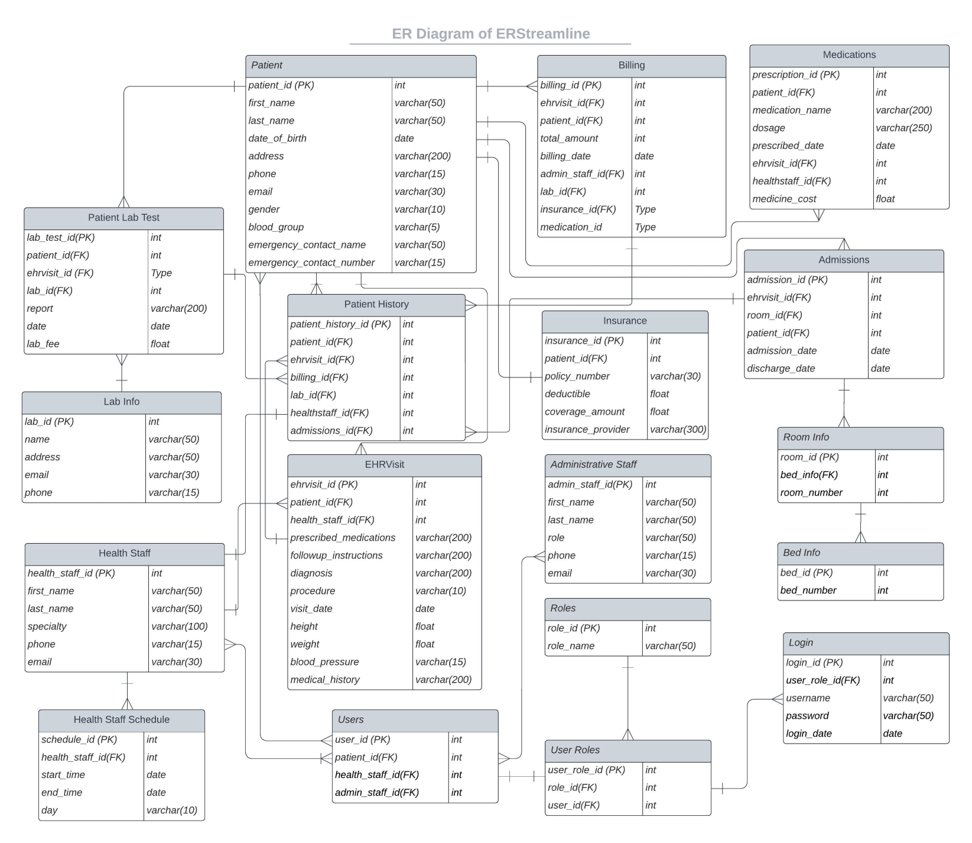 ER Diagram of ERStreamline
Patient
patient_id (PK) int
first_name varchar(50)
last_name varchar(50)
date_of_birth date
address varchar(200)
phone varchar(15)
email varchar(30)
gender varchar(10)
blood_group varchar(5)
emergency_contact_name varchar(50)
emergency_contact_number varchar(15)
Billing
billing_id (PK) int
ehrvisit_id(FK) int
patient_id(FK) int
total_amount int
billing_date date
admin_staff_id(FK) int
lab_id(FK) int
insurance_id(FK) Type
medication_id Type
Medications
prescription_id (PK) int
patient_id(FK) int
medication_name varchar(200)
dosage varchar(250)
prescribed_date date
ehrvisit_id(FK) int
healthstaff_id(FK) int
medicine_cost float
Patient Lab Test
lab_test_id(PK) int
patient_id(FK) int
ehrvisit_id (FK) Type
lab_id(FK) int
report varchar(200)
date date
lab_fee float
Patient History
patient_history_id (PK) int
patient_id(FK) int
ehrvisit_id(FK) int
billing_id(FK) int
lab_id(FK) int
healthstaff_id(FK) int
admissions_id(FK) int
Insurance
insurance_id (PK) int
patient_id(FK) int
policy_number varchar(30)
deductible float
coverage_amount float
insurance_provider varchar(300)
Admissions
admission_id (PK) int
ehrvisit_id(FK) int
room_id(FK) int
patient_id(FK) int
admission_date date
discharge_date date
Lab Info
lab_id (PK) int
name varchar(50)
address varchar(50)
email varchar(30)
phone varchar(15)
EHRVisit
ehrvisit_id (PK) int
patient_id(FK) int
health_staff_id(FK) int
prescribed_medications varchar(200)
followup_instructions varchar(200)
diagnosis varchar(200)
procedure varchar(10)
visit_date date
height float
weight float
blood_pressure varchar(15)
medical_history varchar(200)
Administrative Staff
admin_staff_id(PK) int
first_name varchar(50)
last_name varchar(50)
role varchar(50)
phone varchar(15)
email varchar(30)
Room Info
room_id (PK) int
bed_info(FK) int
room_number int
Health Staff
health_staff_id (PK) int
first_name varchar(50)
last_name varchar(50)
specialty varchar(100)
phone varchar(15)
email varchar(30)
Bed Info
bed_id (PK) int
bed_number int
Roles
role_id (PK) int
role_name varchar(50)
Login
login_id (PK) int
user_role_id(FK) int
username varchar(50)
password varchar(50)
login_date date
Health Staff Schedule
schedule_id (PK) int
health_staff_id(FK) int
start_time date
end_time date
day varchar(10)
Users
user_id (PK) int
patient_id(FK) int
health_staff_id(FK) int
admin_staff_id(FK) int
User Roles
user_role_id (PK) int
role_id(FK) int
user_id(FK) int